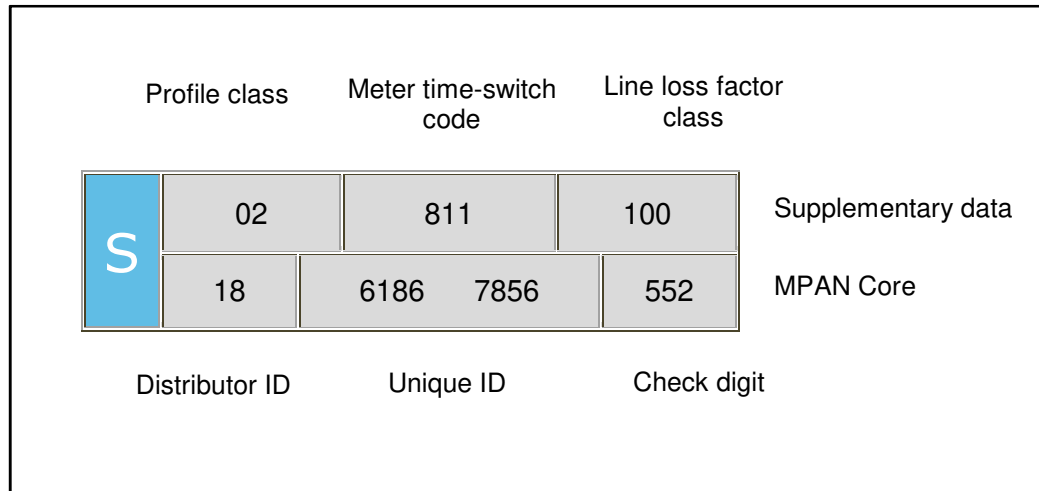 Profile class Meter time-switch code Line loss factor class
S
02 811 100 Supplementary data
18 6186 7856 552 MPAN Core
Distributor ID Unique ID Check digit